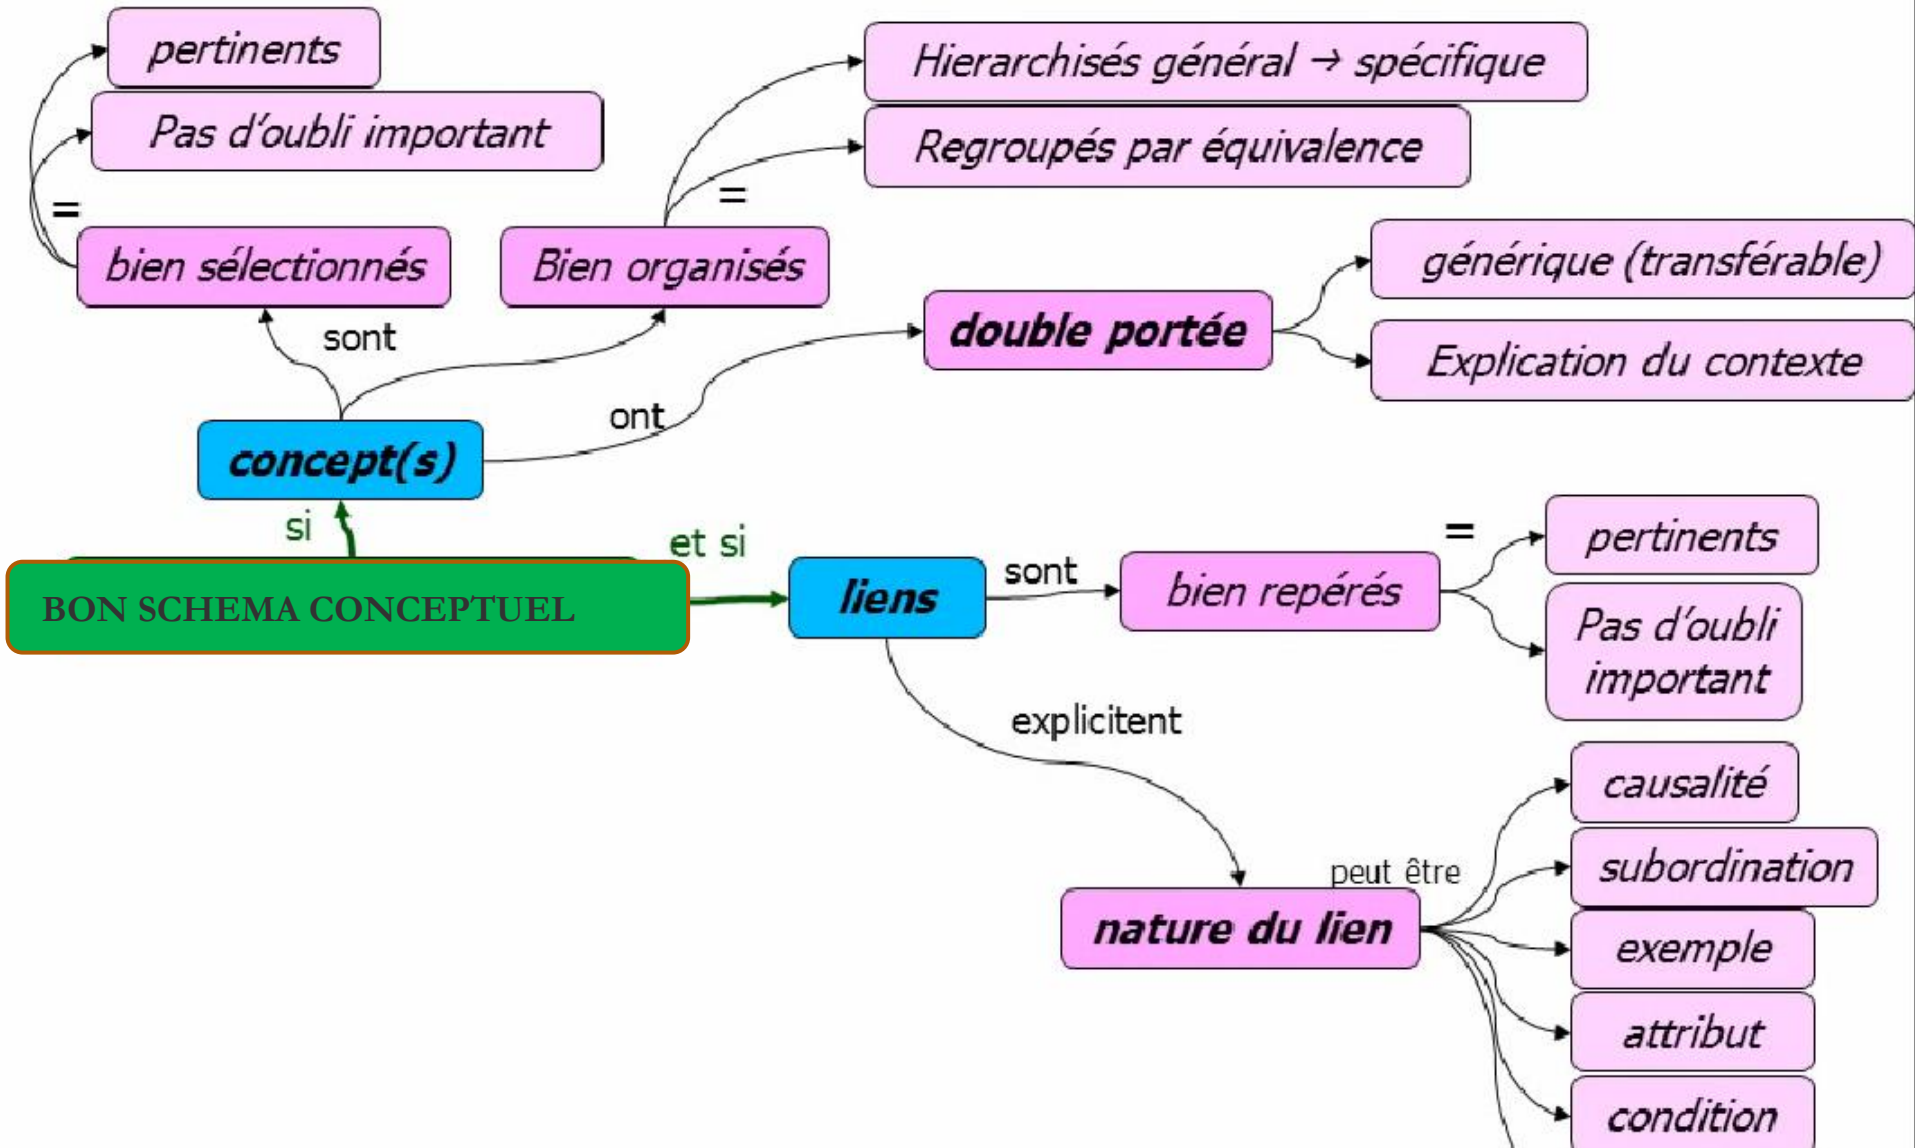 pertinents
Hierarchisés général → spécifique
Pas d'oubli important
Regroupés par équivalence
=
=
bien sélectionnés
Bien organisés
générique (transférable)
sont
double portée
Explication du contexte
ont
concept(s)
si
et si
=
pertinents
BON SCHEMA CONCEPTUEL
liens
sont
bien repérés
Pas d'oubli
important
explicitent
causalité
peut être
subordination
nature du lien
exemple
attribut
condition